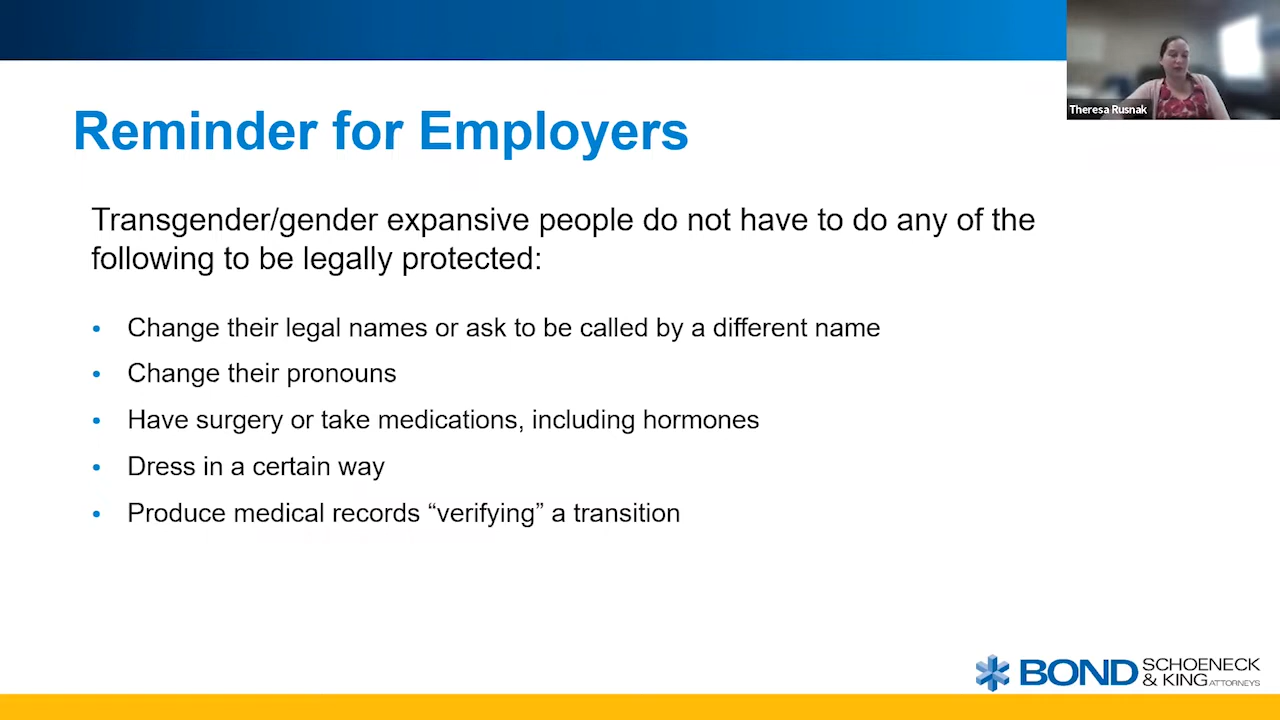 Theresa Rusnak
Reminder for Employers
Transgender/gender expansive people do not have to do any of the
following to be legally protected:
• Change their legal names or ask to be called by a different name
• Change their pronouns
• Have surgery or take medications, including hormones
• Dress in a certain way
• Produce medical records “verifying” a transition
BOND SCHOENECK
& KING ATTORNEYS